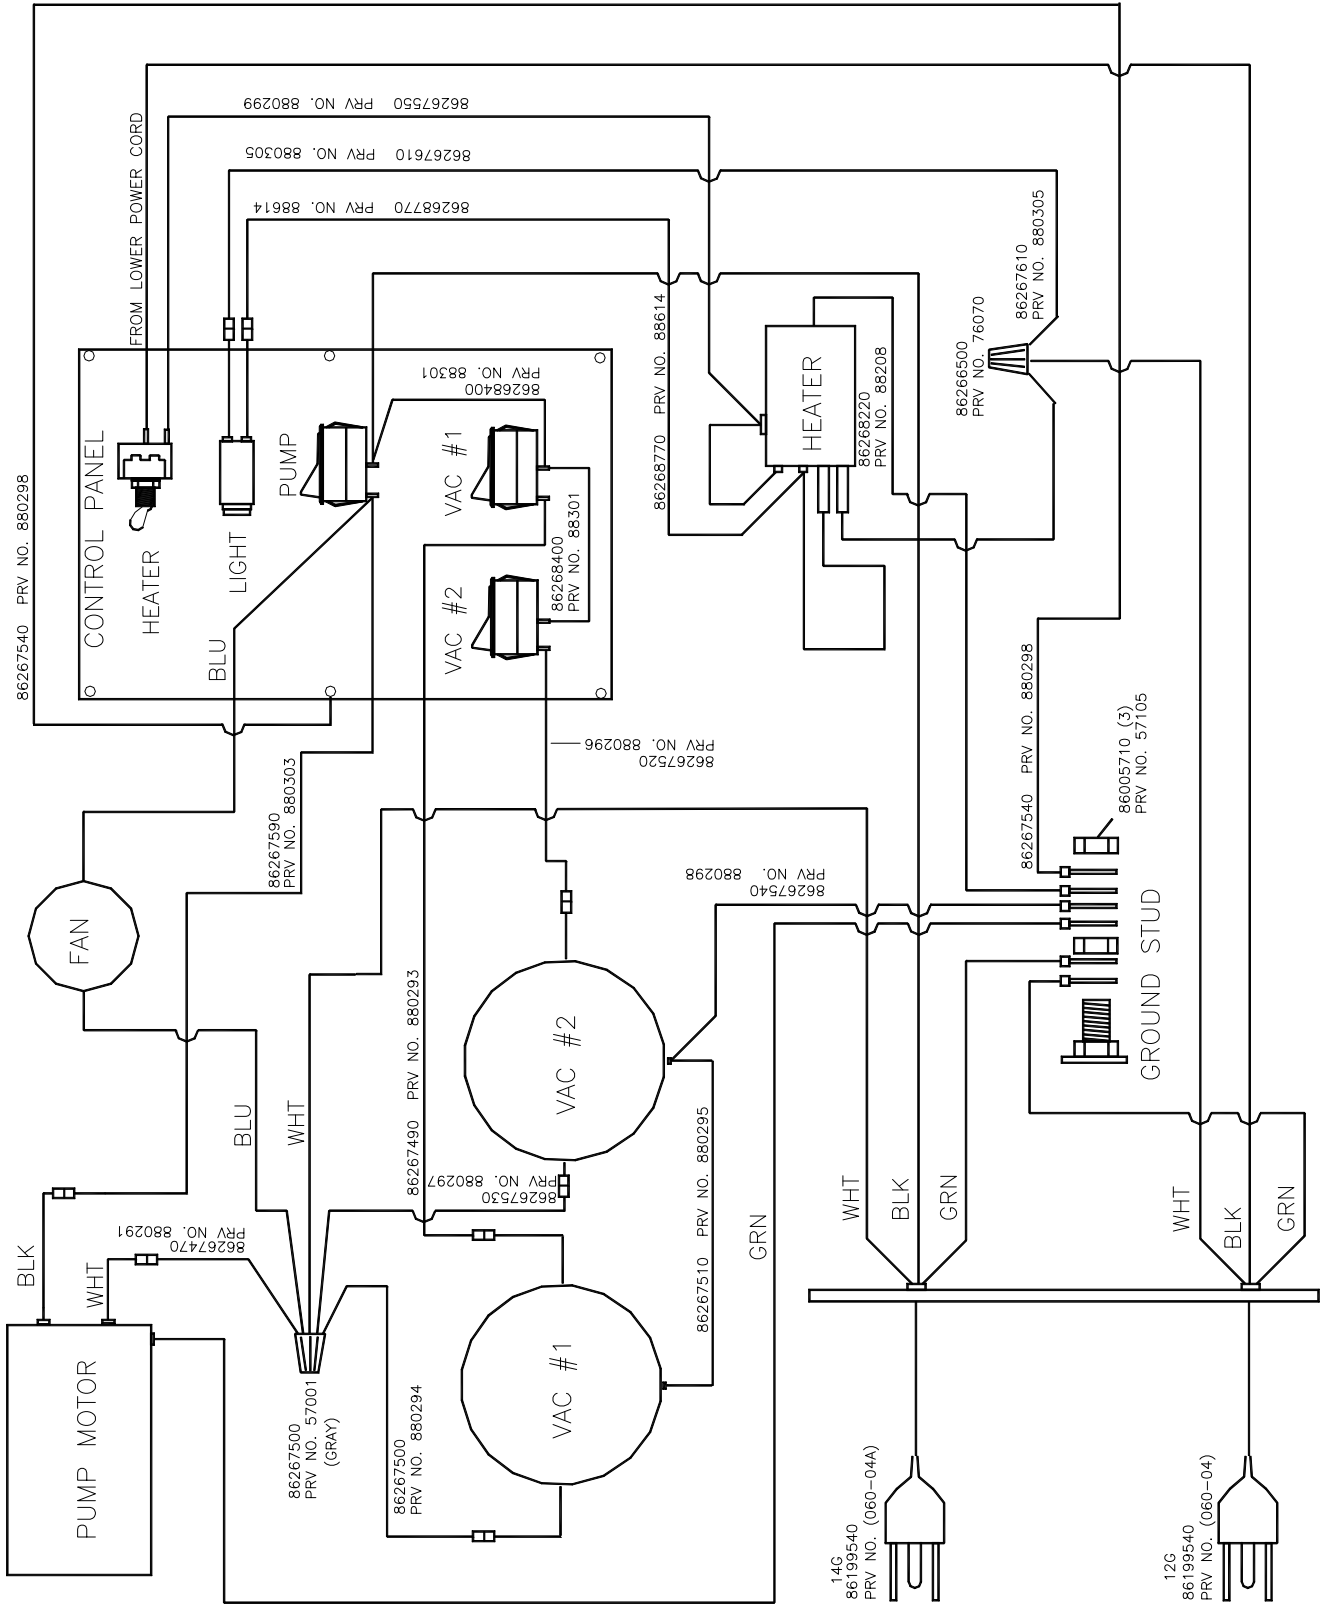 86267540 PRV NO. 880298
FROM LOWER POWER CORD
86267550 PRV NO. 880299
86267610 PRV NO. 880305
86268770 PRV NO. 88614
CONTROL PANEL
HEATER
LIGHT
PUMP
86268400
PRV NO. 88301
VAC #1
VAC #2
86268400
PRV NO. 88301
BLU
86268770 PRV NO. 88614
HEATER
86268220
PRV NO. 88208
86266500
PRV NO. 76070
86267610
PRV NO. 880305
86267520
PRV NO. 880296
86267590
PRV NO. 880303
FAN
86267540
PRV NO. 880298
86267540 PRV NO. 880298
86005710 (3)
PRV NO. 57105
GROUND STUD
86267490 PRV NO. 880293
VAC #2
BLU
WHT
86267530
PRV NO. 880297
86267510 PRV NO. 880295
BLK
WHT
86267470
PRV NO. 880291
PUMP MOTOR
86267500
PRV NO. 57001
(GRAY)
86267500
PRV NO. 880294
VAC #1
GRN
WHT
BLK
GRN
WHT
BLK
GRN
14G
86199540
PRV NO. (060-04A)
12G
86199540
PRV NO. (060-04)